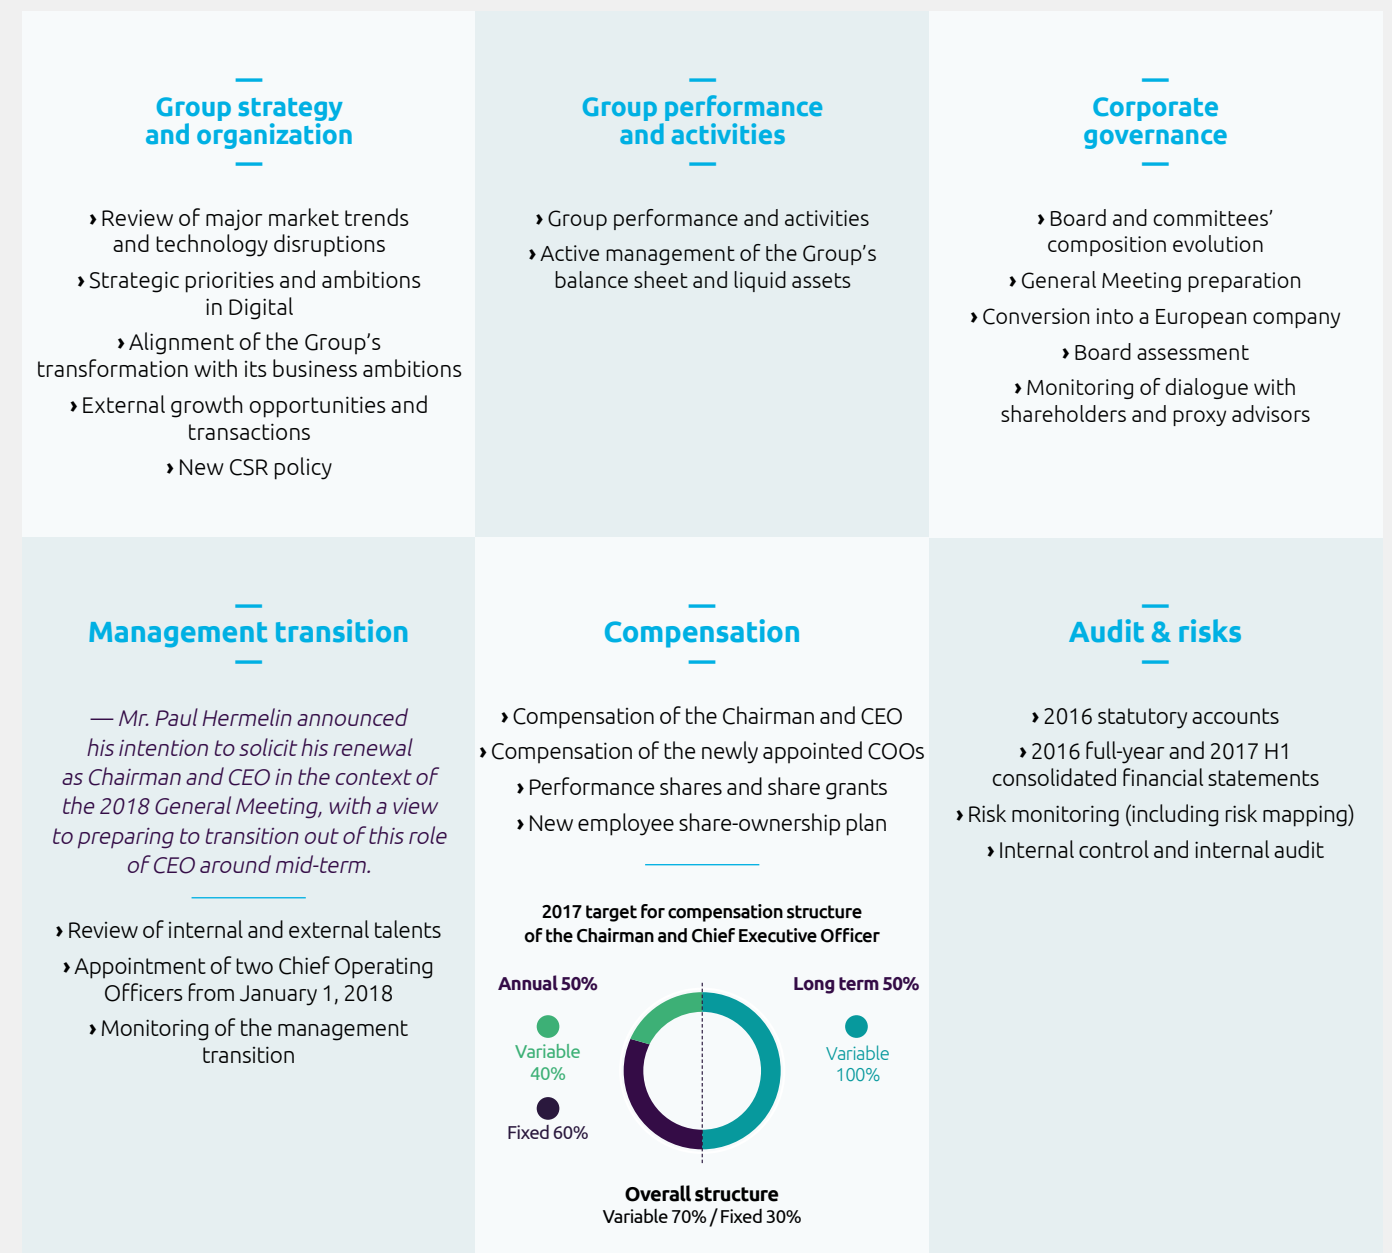 Group strategy
and organization
› Review of major market trends
and technology disruptions
› Strategic priorities and ambitions
in Digital
› Alignment of the Group’s
transformation with its business ambitions
› External growth opportunities and
transactions
› New CSR policy
Group performance
and activities
› Group performance and activities
› Active management of the Group’s
balance sheet and liquid assets
Corporate
governance
› Board and committees’
composition evolution
› General Meeting preparation
› Conversion into a European company
› Board assessment
› Monitoring of dialogue with
shareholders and proxy advisors
Management transition
— Mr. Paul Hermelin announced
his intention to solicit his renewal
as Chairman and CEO in the context of
the 2018 General Meeting, with a view
to preparing to transition out of this role
of CEO around mid-term.
› Review of internal and external talents
› Appointment of two Chief Operating
Officers from January 1, 2018
› Monitoring of the management
transition
Compensation
› Compensation of the Chairman and CEO
› Compensation of the newly appointed COOs
› Performance shares and share grants
› New employee share-ownership plan
2017 target for compensation structure
of the Chairman and Chief Executive Officer
Annual 50%
Variable
40%
Fixed 60%
Long term 50%
Variable
100%
Overall structure
Variable 70% / Fixed 30%
Audit & risks
› 2016 statutory accounts
› 2016 full-year and 2017 H1
consolidated financial statements
› Risk monitoring (including risk mapping)
› Internal control and internal audit